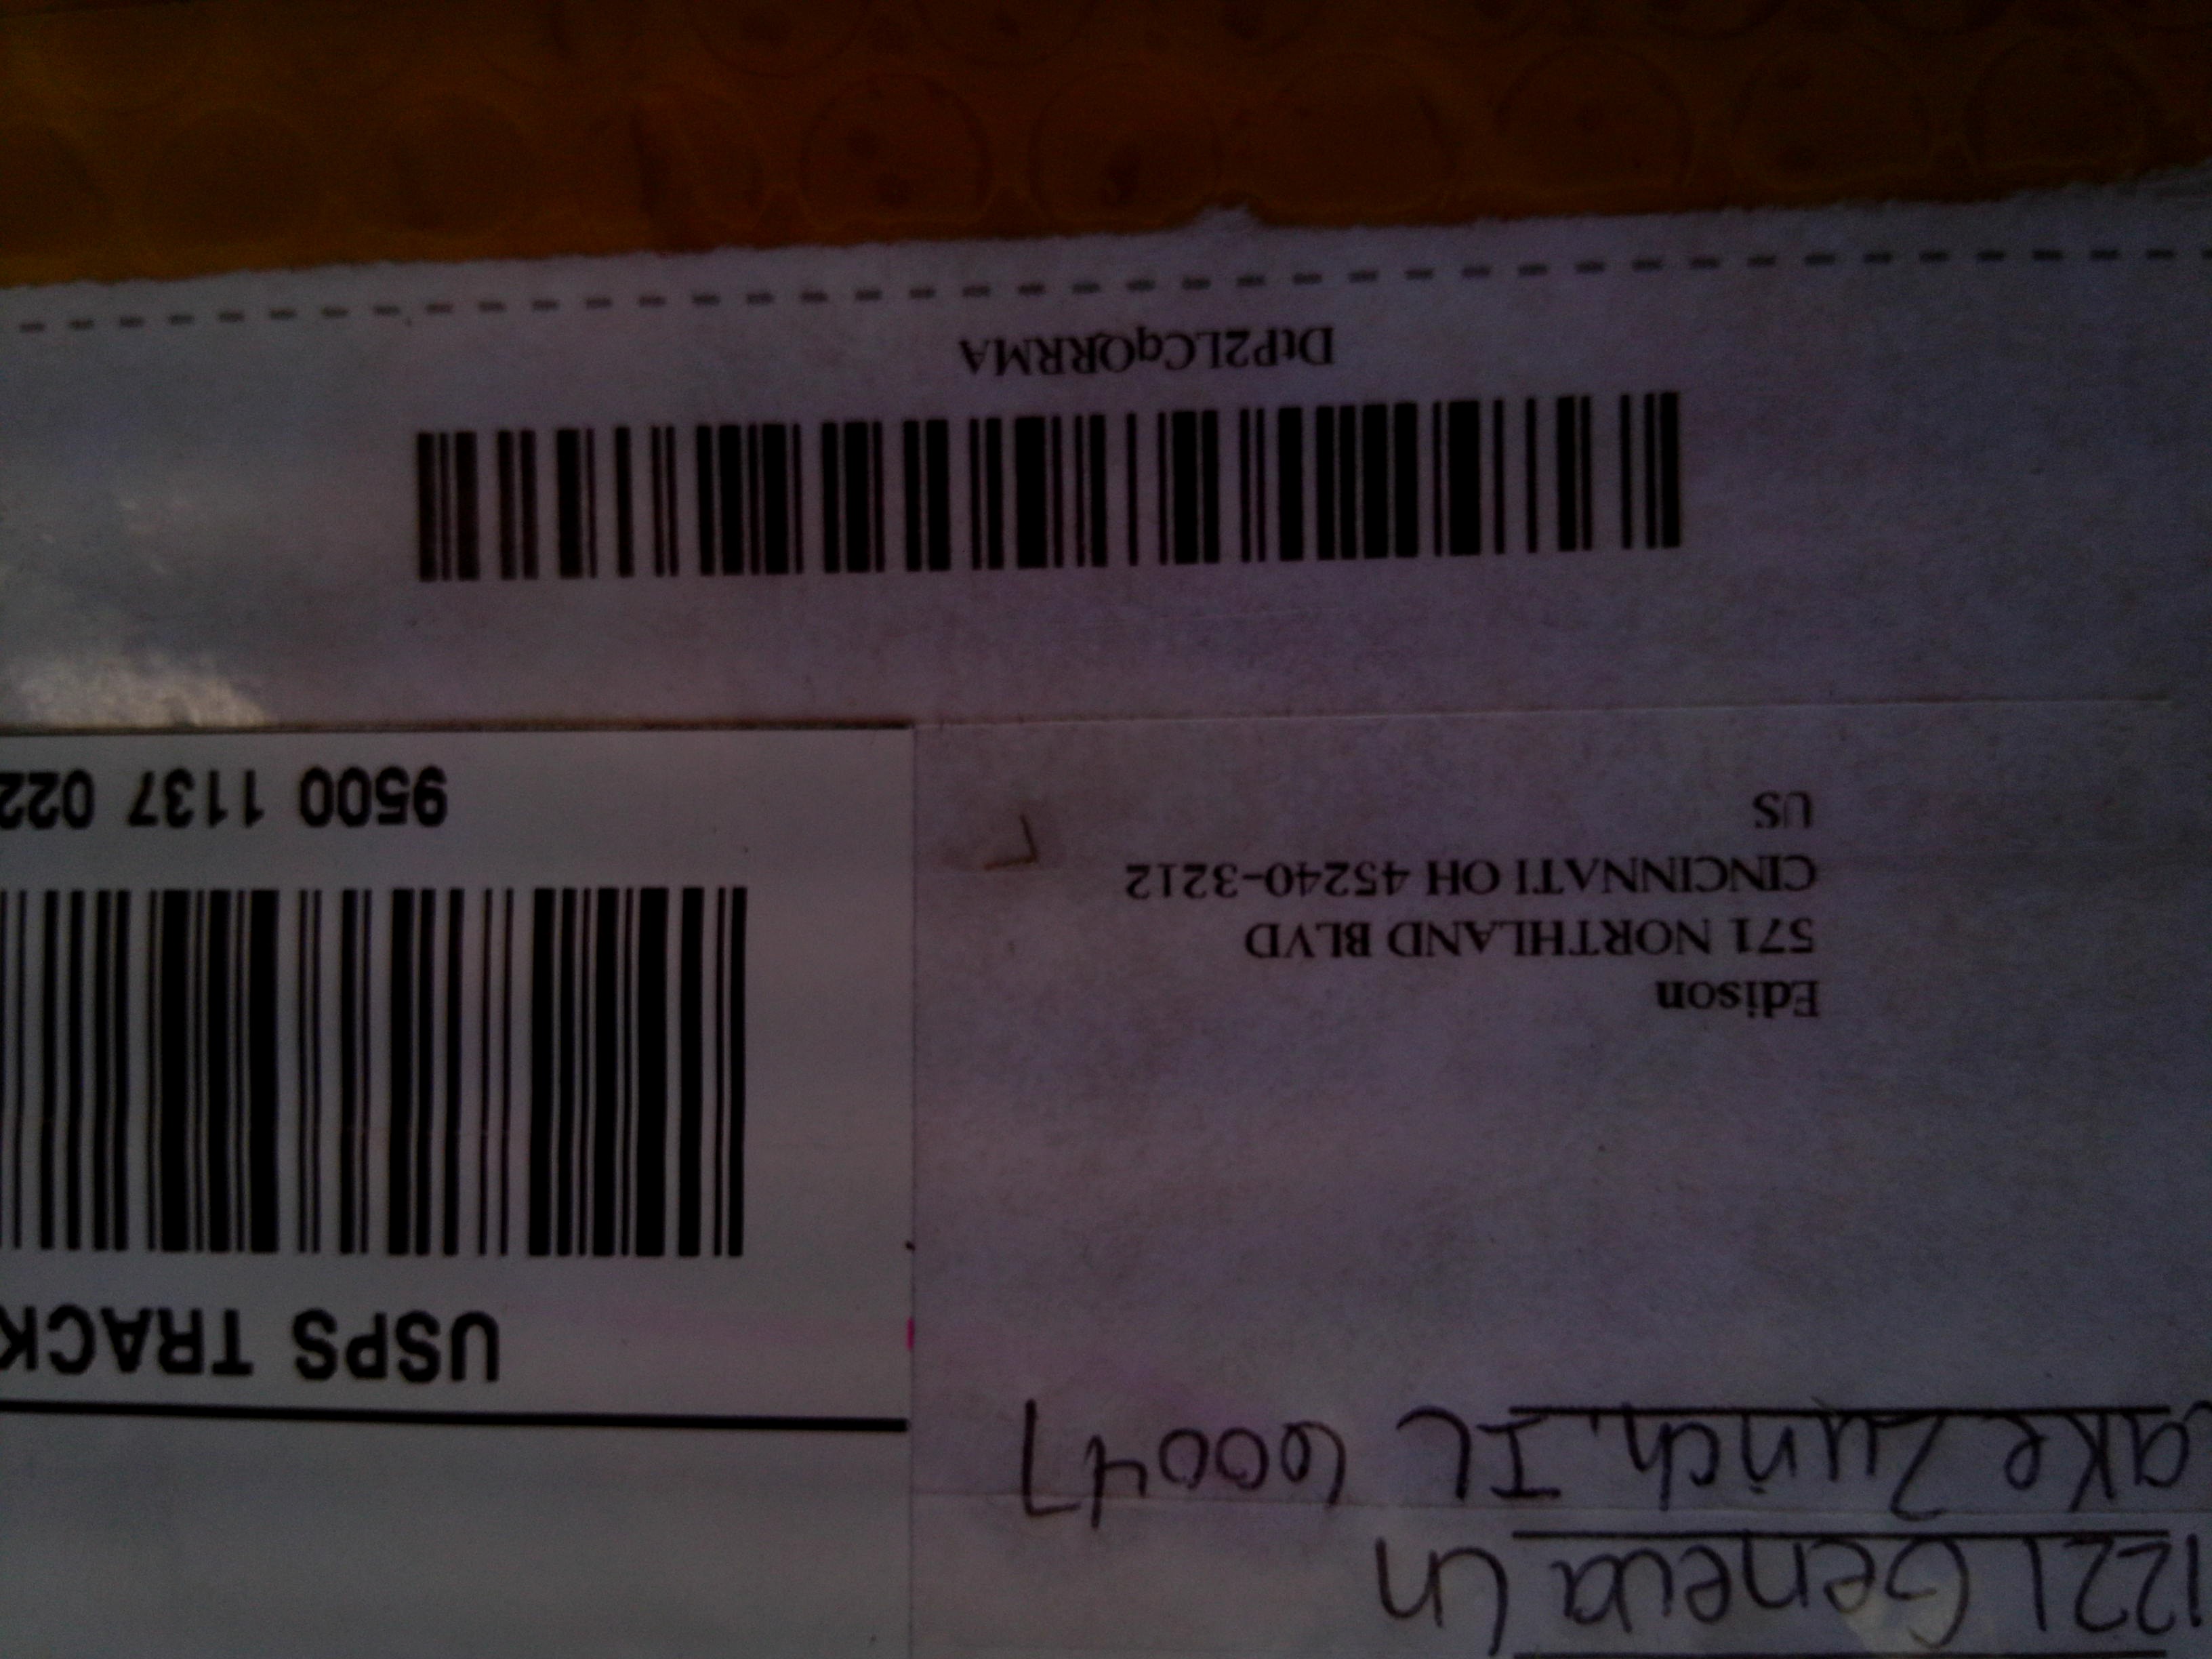 1221 Geneva Ln
Lake Zurich, IL 60047
USPS TRACK
9500 1137 022
Edison
571 NORTHLAND BLVD
CINCINNATI OH 45240-3212
US
DtP2LCqQRRMA